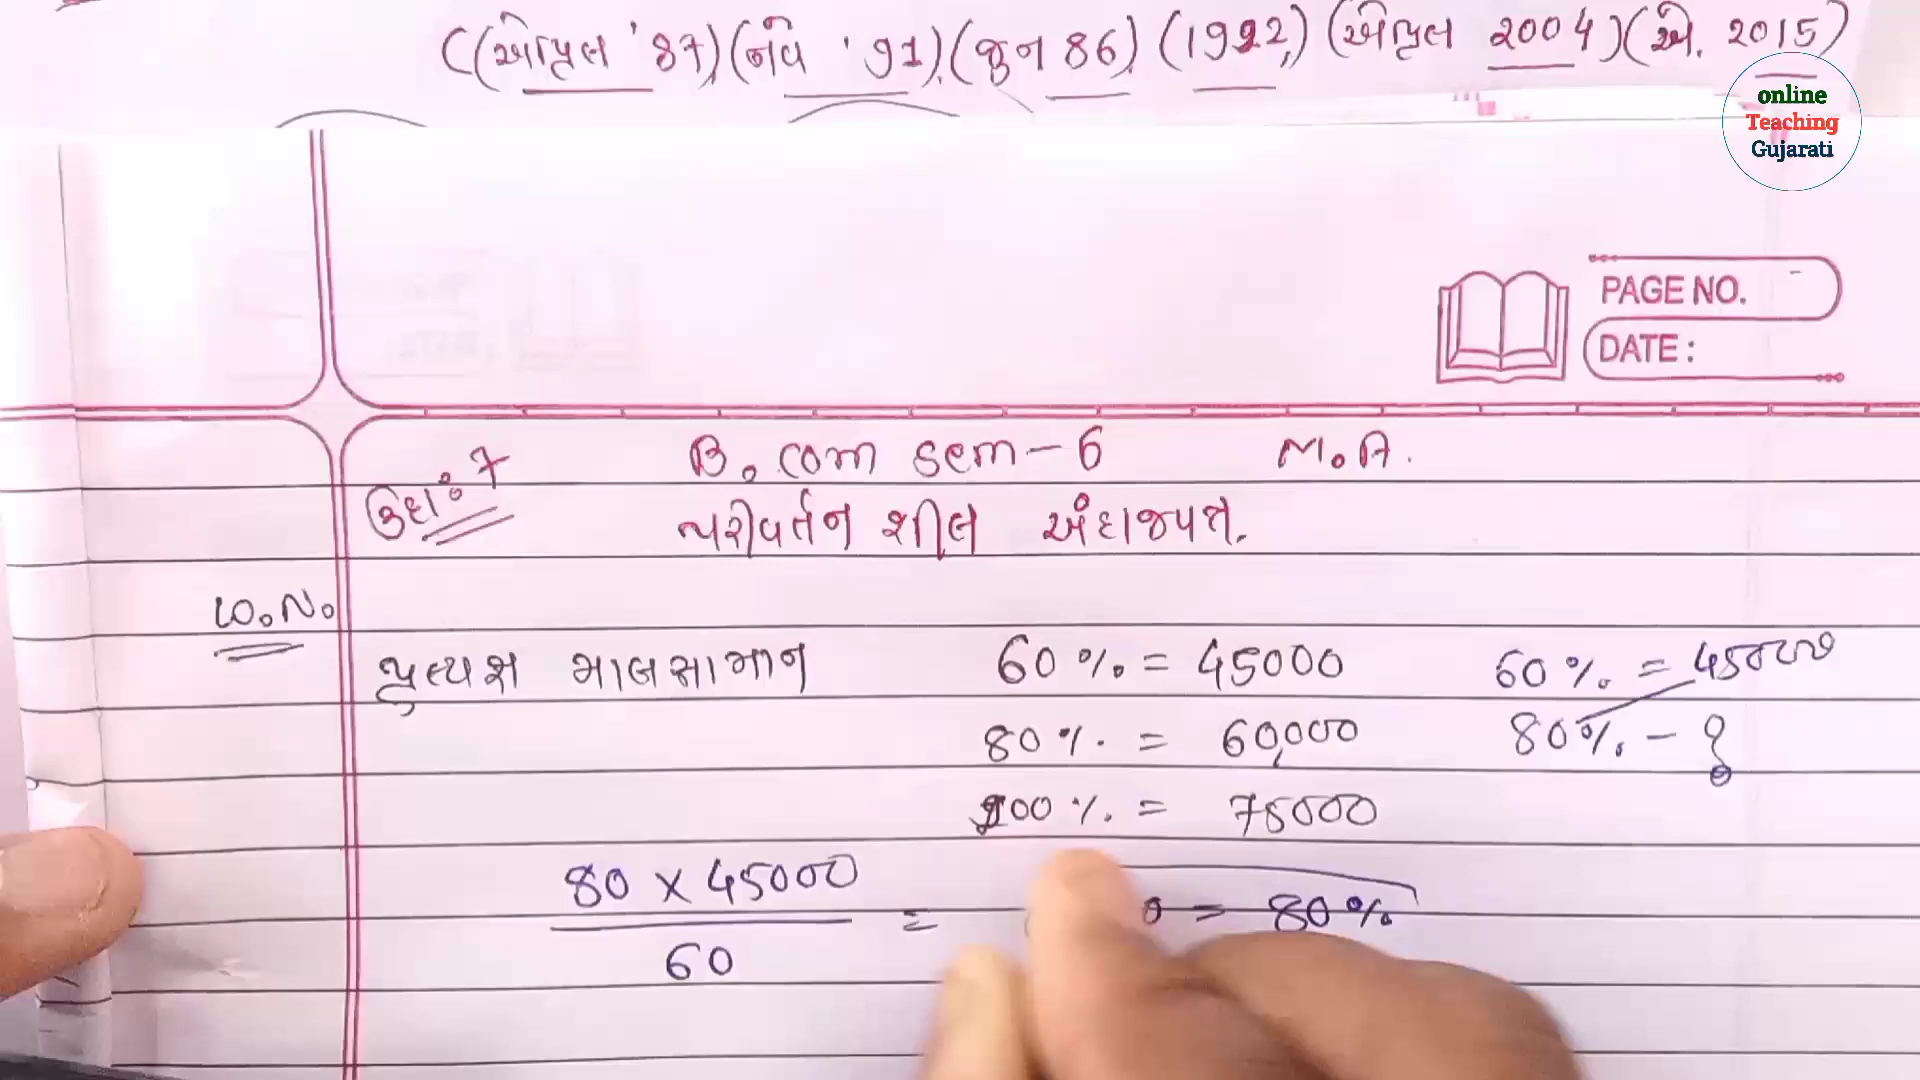 ((એપ્રિલ '87)(નવે '91)(જુન 86)(1992)(એપ્રિલ 2004)(એ. 2015)
online
Teaching
Gujarati
PAGE NO.
DATE :
ઉદા: 7 B. com sem-6 M.A.
પરીવર્તન શીલ અંદાજપત્ર.
W.N.
પ્રત્યક્ષ માલસામાન 60% = 45000 60% = 45000
80% = 60,000 80% - ?
100% = 75000
80 x 45000
= 0 = 80%
60